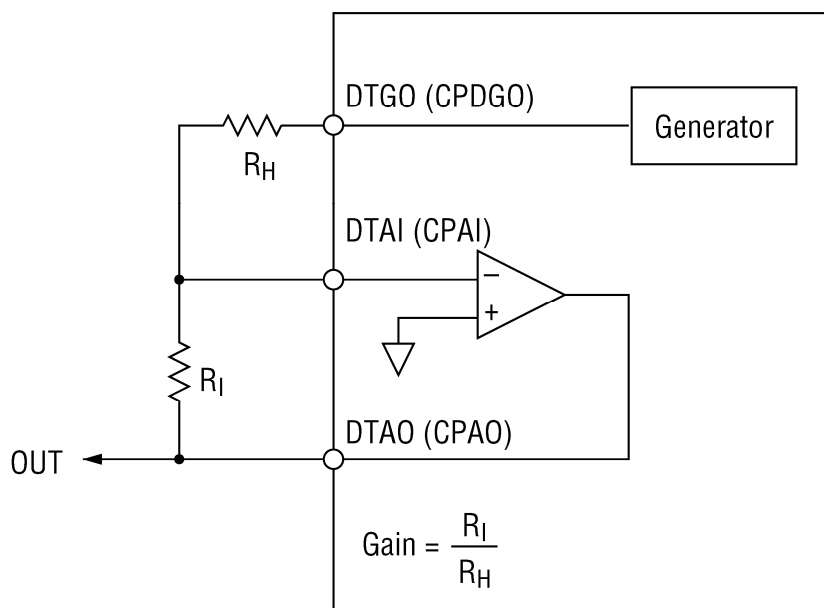 DTGO (CPDGO)
Generator
RH
DTAI (CPAI)
−
+
RI
DTAO (CPAO)
OUT
Gain = RI
RH